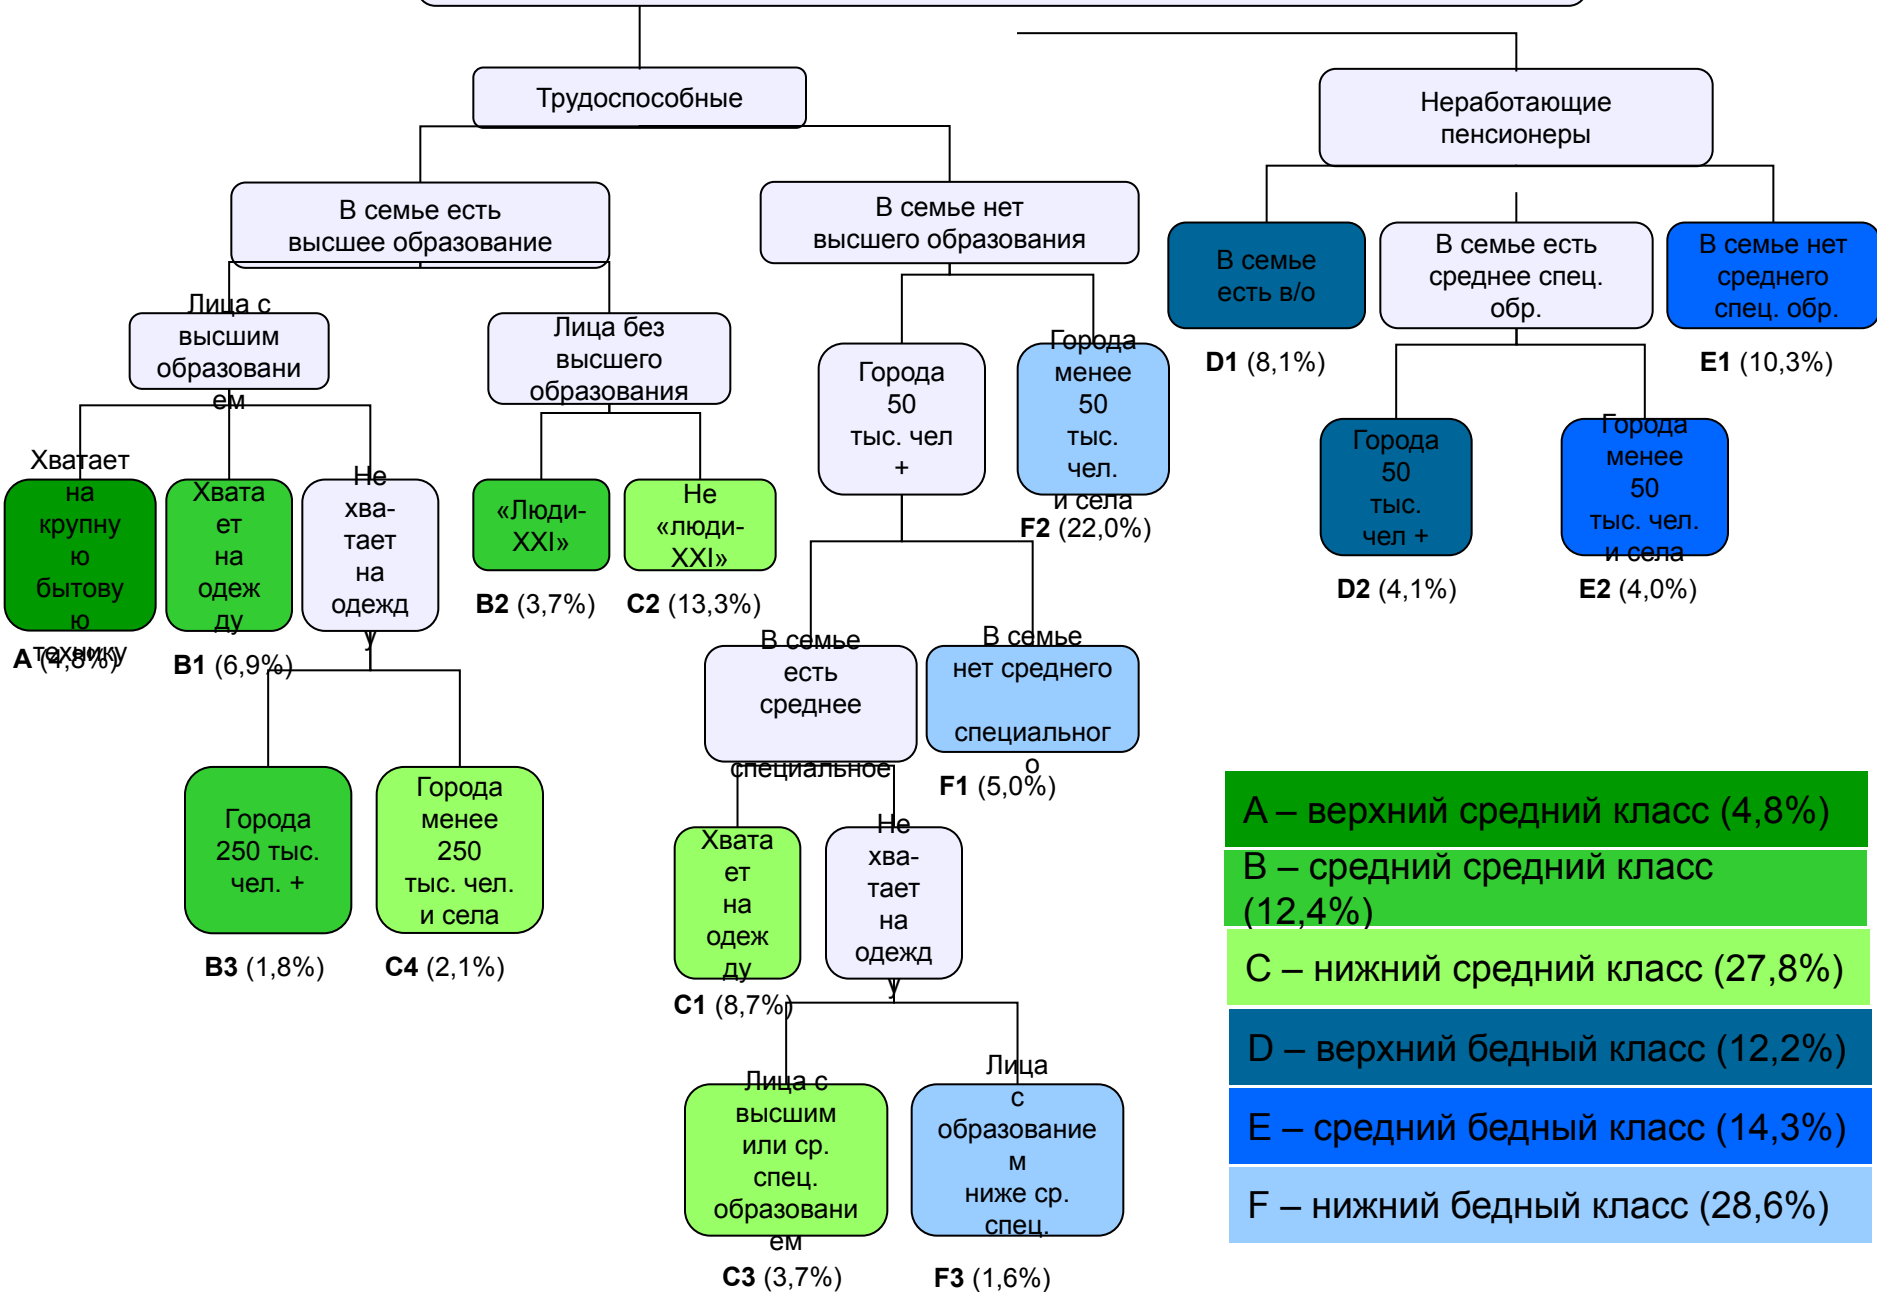 Трудоспособные
Неработающие
пенсионеры
В семье есть
высшее образование
В семье нет
высшего образования
В семье
есть в/о
В семье есть
среднее спец.
обр.
В семье нет
среднего
спец. обр.
D1 (8,1%)
E1 (10,3%)
Лица с
высшим
образовани
ем
Лица без
высшего
образования
Города
50
тыс. чел
+
Города
менее
50
тыс.
чел.
и села
F2 (22,0%)
Города
50
тыс.
чел +
Города
менее
50
тыс. чел.
и села
D2 (4,1%)
E2 (4,0%)
Хватает
на
крупну
ю
бытову
ю
технику
A (4,8%)
Хвата
ет
на
одеж
ду
B1 (6,9%)
Не
хва-
тает
на
одежд
у
«Люди-
XXI»
B2 (3,7%)
Не
«люди-
XXI»
C2 (13,3%)
В семье
есть
среднее
специальное
В семье
нет среднего
специальног
о
F1 (5,0%)
Города
250 тыс.
чел. +
B3 (1,8%)
Города
менее
250
тыс. чел.
и села
C4 (2,1%)
Хвата
ет
на
одеж
ду
C1 (8,7%)
Не
хва-
тает
на
одежд
у
Лица с
высшим
или ср.
спец.
образовани
ем
C3 (3,7%)
Лица
с
образование
м
ниже ср.
спец.
F3 (1,6%)
A – верхний средний класс (4,8%)
B – средний средний класс
(12,4%)
C – нижний средний класс (27,8%)
D – верхний бедный класс (12,2%)
E – средний бедный класс (14,3%)
F – нижний бедный класс (28,6%)